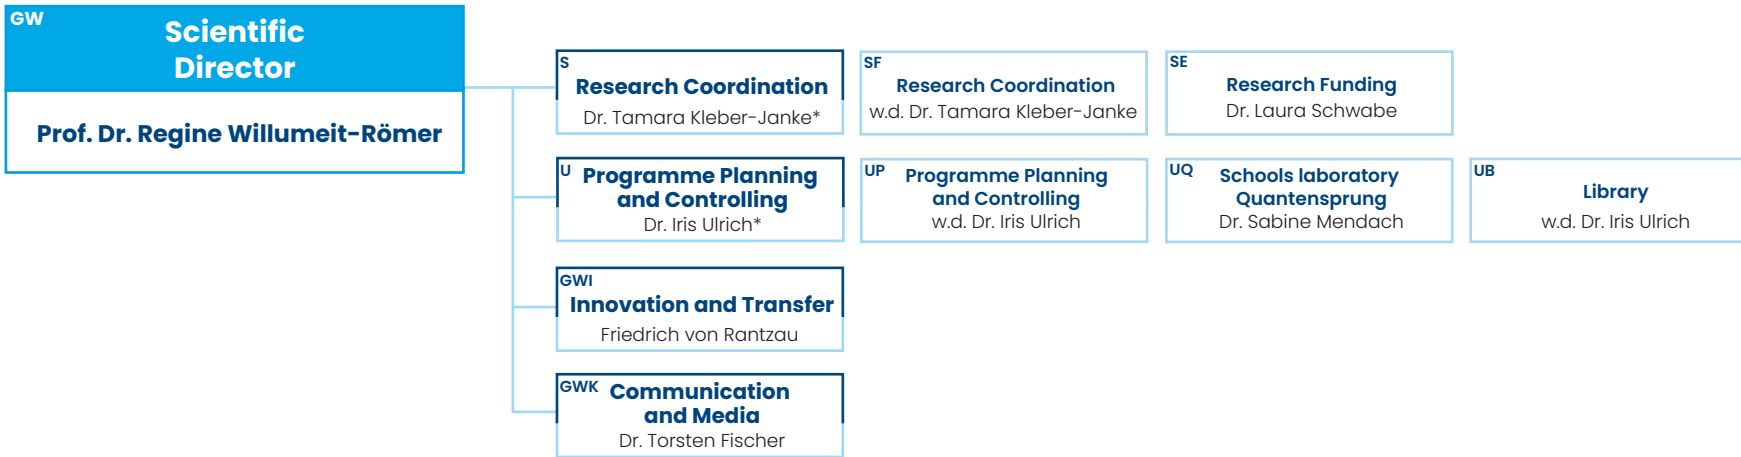 GW
Scientific
Director
Prof. Dr. Regine Willumeit-Römer
S
Research Coordination
Dr. Tamara Kleber-Janke*
SF
Research Coordination
w.d. Dr. Tamara Kleber-Janke
SE
Research Funding
Dr. Laura Schwabe
U
Programme Planning
and Controlling
Dr. Iris Ulrich*
UP
Programme Planning
and Controlling
w.d. Dr. Iris Ulrich
UQ
Schools laboratory
Quantensprung
Dr. Sabine Mendach
UB
Library
w.d. Dr. Iris Ulrich
GWI
Innovation and Transfer
Friedrich von Rantzau
GWK
Communication
and Media
Dr. Torsten Fischer